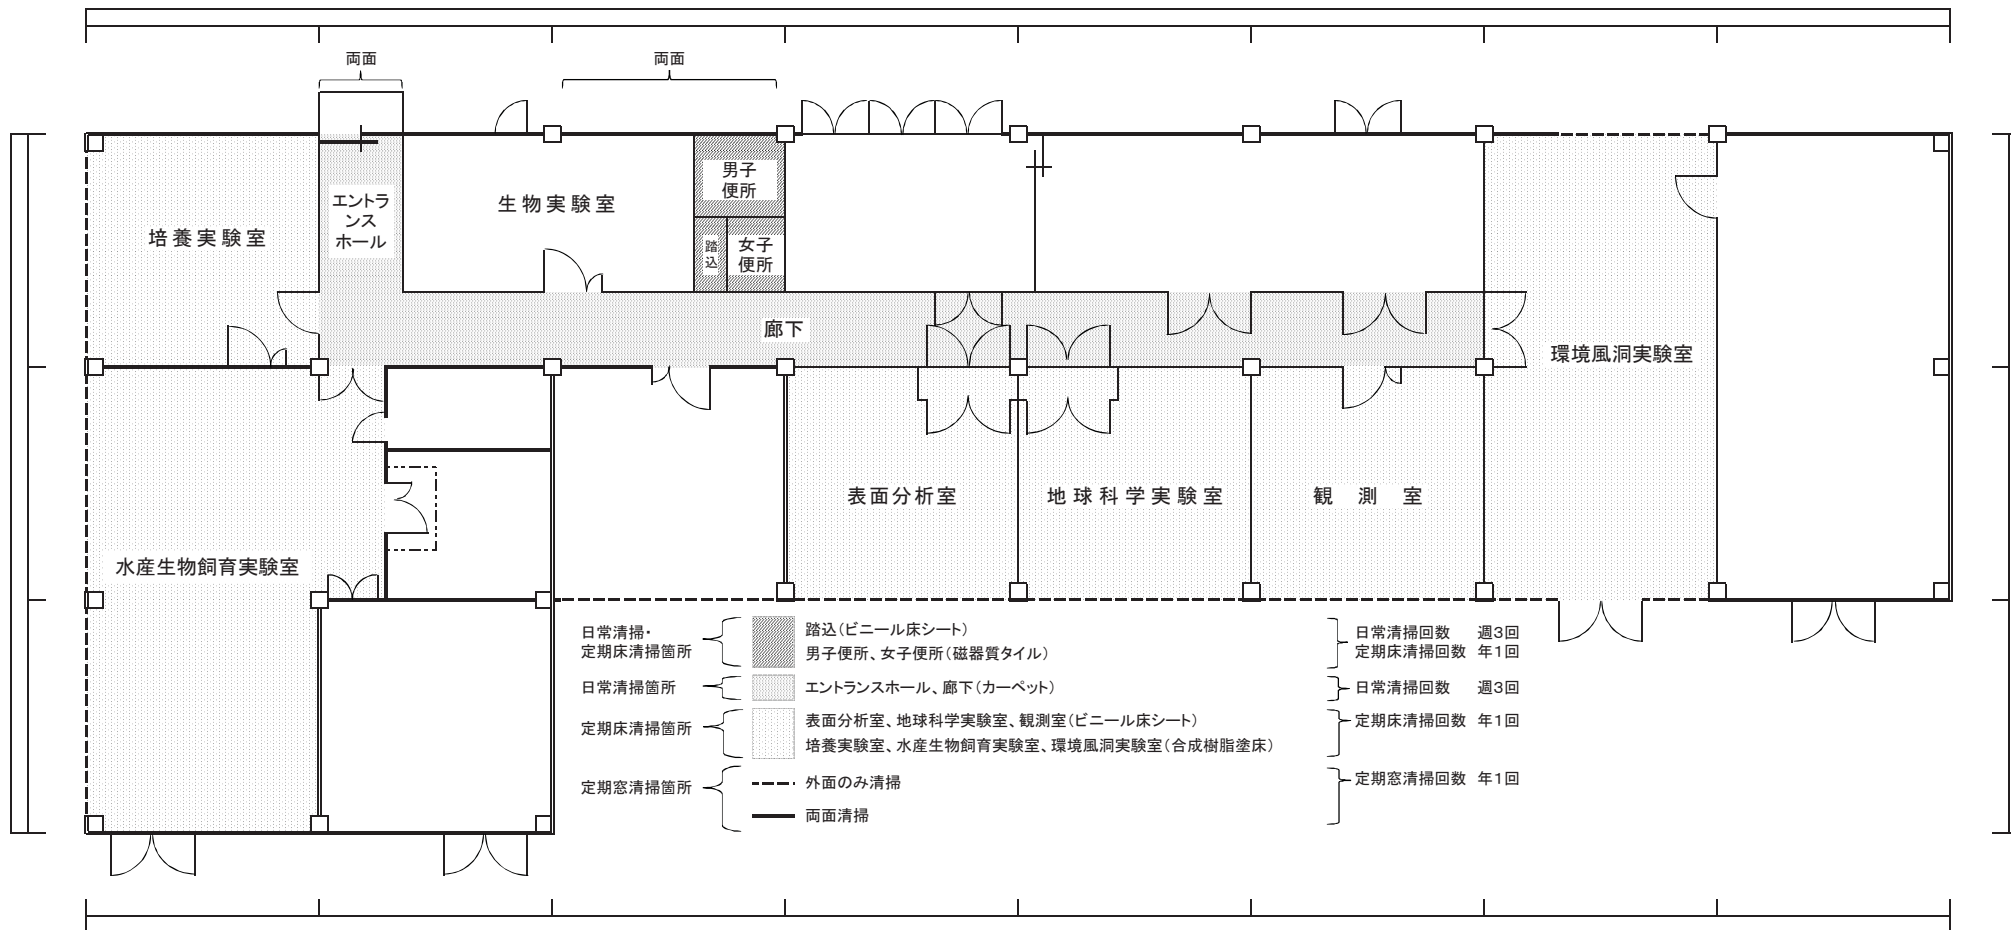 両面
両面
エントラ
ンス
ホール
生物実験室
男子
便所
踏
込
女子
便所
培養実験室
廊下
環境風洞実験室
表面分析室
地球科学実験室
観測室
水産生物飼育実験室
日常清掃・
定期床清掃箇所
踏込(ビニール床シート)
男子便所、女子便所(磁器質タイル)
日常清掃回数 週3回
定期床清掃回数 年1回
日常清掃箇所
エントランスホール、廊下(カーペット)
日常清掃回数 週3回
定期床清掃箇所
表面分析室、地球科学実験室、観測室(ビニール床シート)
培養実験室、水産生物飼育実験室、環境風洞実験室(合成樹脂塗床)
定期床清掃回数 年1回
定期窓清掃箇所
外面のみ清掃
両面清掃
定期窓清掃回数 年1回